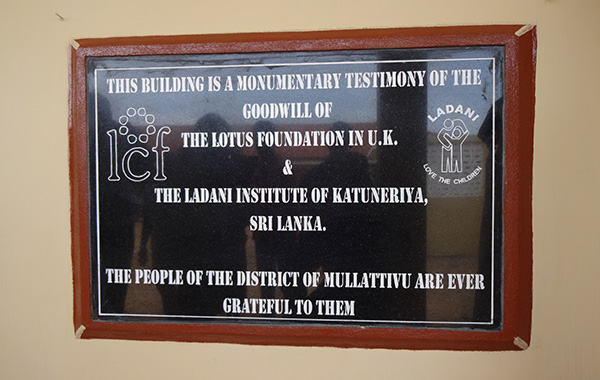 THIS BUILDING IS A MONUMENTARY TESTIMONY OF THE
GOODWILL OF
lcf
LADANI
THE LOTUS FOUNDATION IN U.K.
&
LOVE THE CHILDREN
THE LADANI INSTITUTE OF KATUNERIYA,
SRI LANKA.
THE PEOPLE OF THE DISTRICT OF MULLATTIVU ARE EVER
GRATEFUL TO THEM